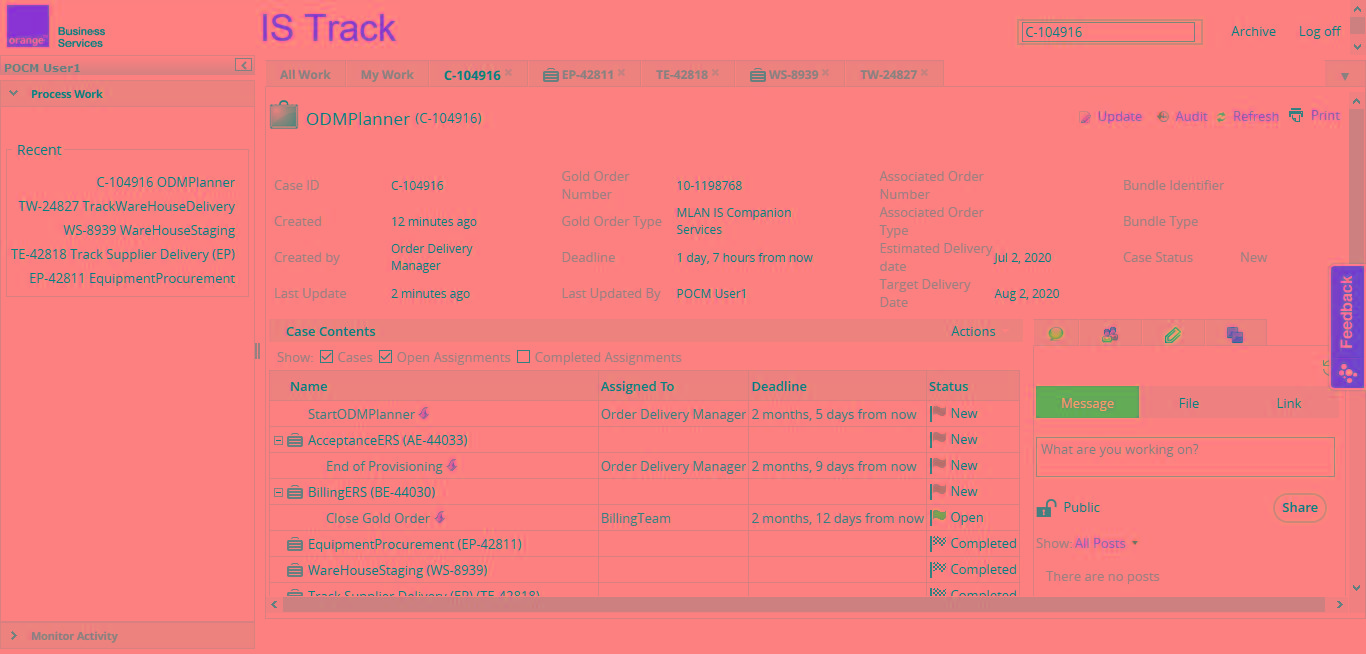 orange™
Business
Services
IS Track
C-104916
Archive
Log off
POCM User1
All Work
My Work
C-104916
EP-42811
TE-42818
WS-8939
TW-24827
Process Work
ODMPlanner (C-104916)
Update
Audit
Refresh
Print
Recent
C-104916 ODMPlanner
TW-24827 TrackWareHouseDelivery
WS-8939 WareHouseStaging
TE-42818 Track Supplier Delivery (EP)
EP-42811 EquipmentProcurement
Case ID
C-104916
Gold Order
Number
10-1198768
Associated Order
Number
Bundle Identifier
Created
12 minutes ago
Gold Order Type
MLAN IS Companion
Services
Associated Order
Type
Bundle Type
Created by
Order Delivery
Manager
Deadline
1 day, 7 hours from now
Estimated Delivery
date
Jul 2, 2020
Case Status
New
Last Update
2 minutes ago
Last Updated By
POCM User1
Target Delivery
Date
Aug 2, 2020
Feedback
Case Contents
Actions
Show: Cases Open Assignments Completed Assignments
Name Assigned To Deadline Status
StartODMPlanner Order Delivery Manager 2 months, 5 days from now New
AcceptanceERS (AE-44033) New
End of Provisioning Order Delivery Manager 2 months, 9 days from now New
BillingERS (BE-44030) New
Close Gold Order BillingTeam 2 months, 12 days from now Open
EquipmentProcurement (EP-42811) Completed
WareHouseStaging (WS-8939) Completed
Track Supplier Delivery (EP) (TE-42818) Completed
Message
File
Link
What are you working on?
Public
Share
Show: All Posts
There are no posts
Monitor Activity